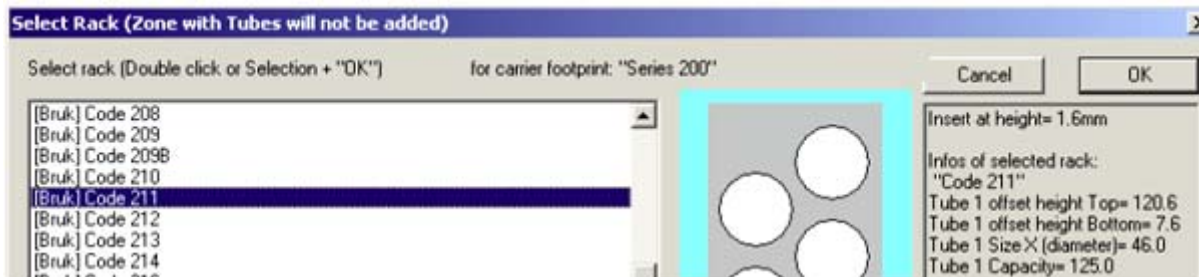 Select Rack (Zone with Tubes will not be added)
Select rack (Double click or Selection + "OK")
for carrier footprint: "Series 200"
Cancel
OK
[Bruk] Code 208
[Bruk] Code 209
[Bruk] Code 209B
[Bruk] Code 210
[Bruk] Code 211
[Bruk] Code 212
[Bruk] Code 213
[Bruk] Code 214
Insert at height= 1.6mm
Infos of selected rack:
"Code 211"
Tube 1 offset height Top= 120.6
Tube 1 offset height Bottom= 7.6
Tube 1 Size X (diameter)= 46.0
Tube 1 Capacity= 125.0